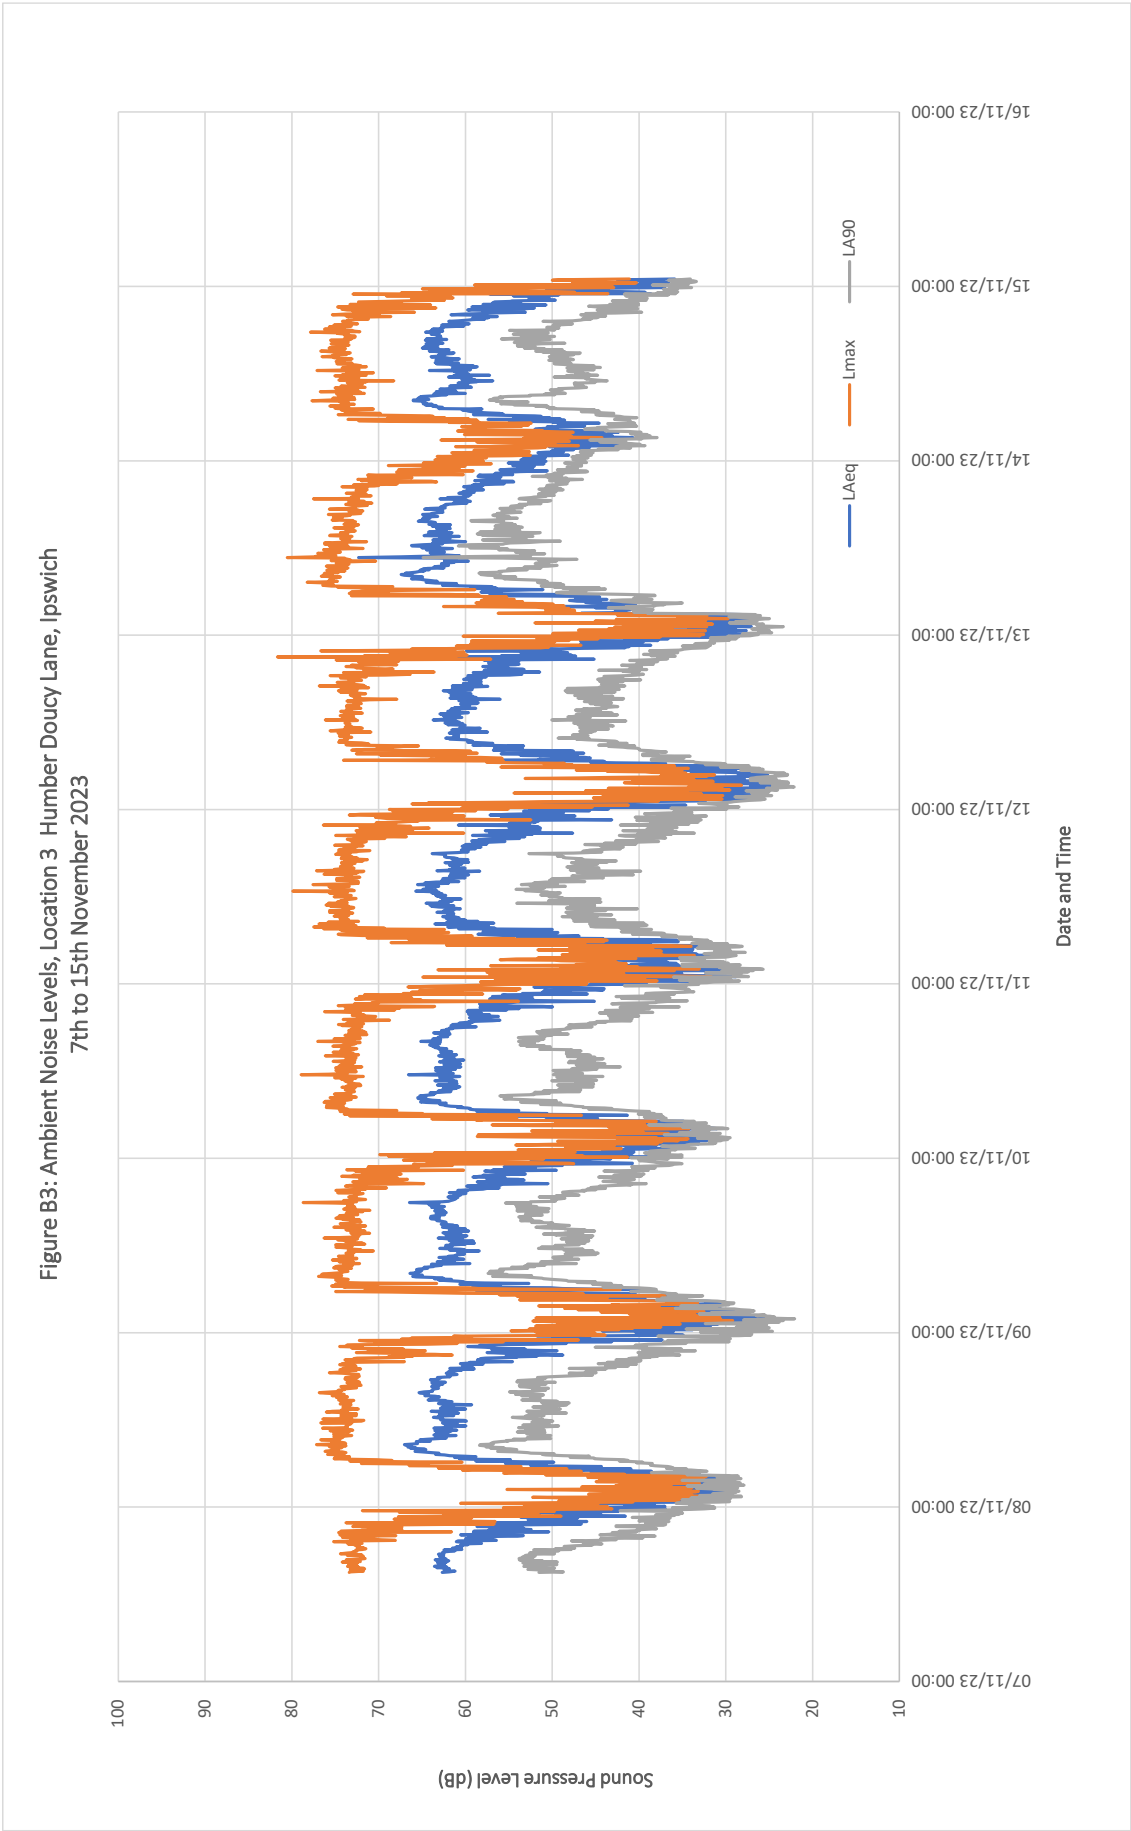 Figure B3: Ambient Noise Levels, Location 3 Humber Doucy Lane, Ipswich
7th to 15th November 2023
Sound Pressure Level (dB)
100
90
80
70
60
50
40
30
20
10
07/11/23 00:00
08/11/23 00:00
09/11/23 00:00
10/11/23 00:00
11/11/23 00:00
12/11/23 00:00
13/11/23 00:00
14/11/23 00:00
15/11/23 00:00
16/11/23 00:00
Date and Time
LAeq
Lmax
LA90